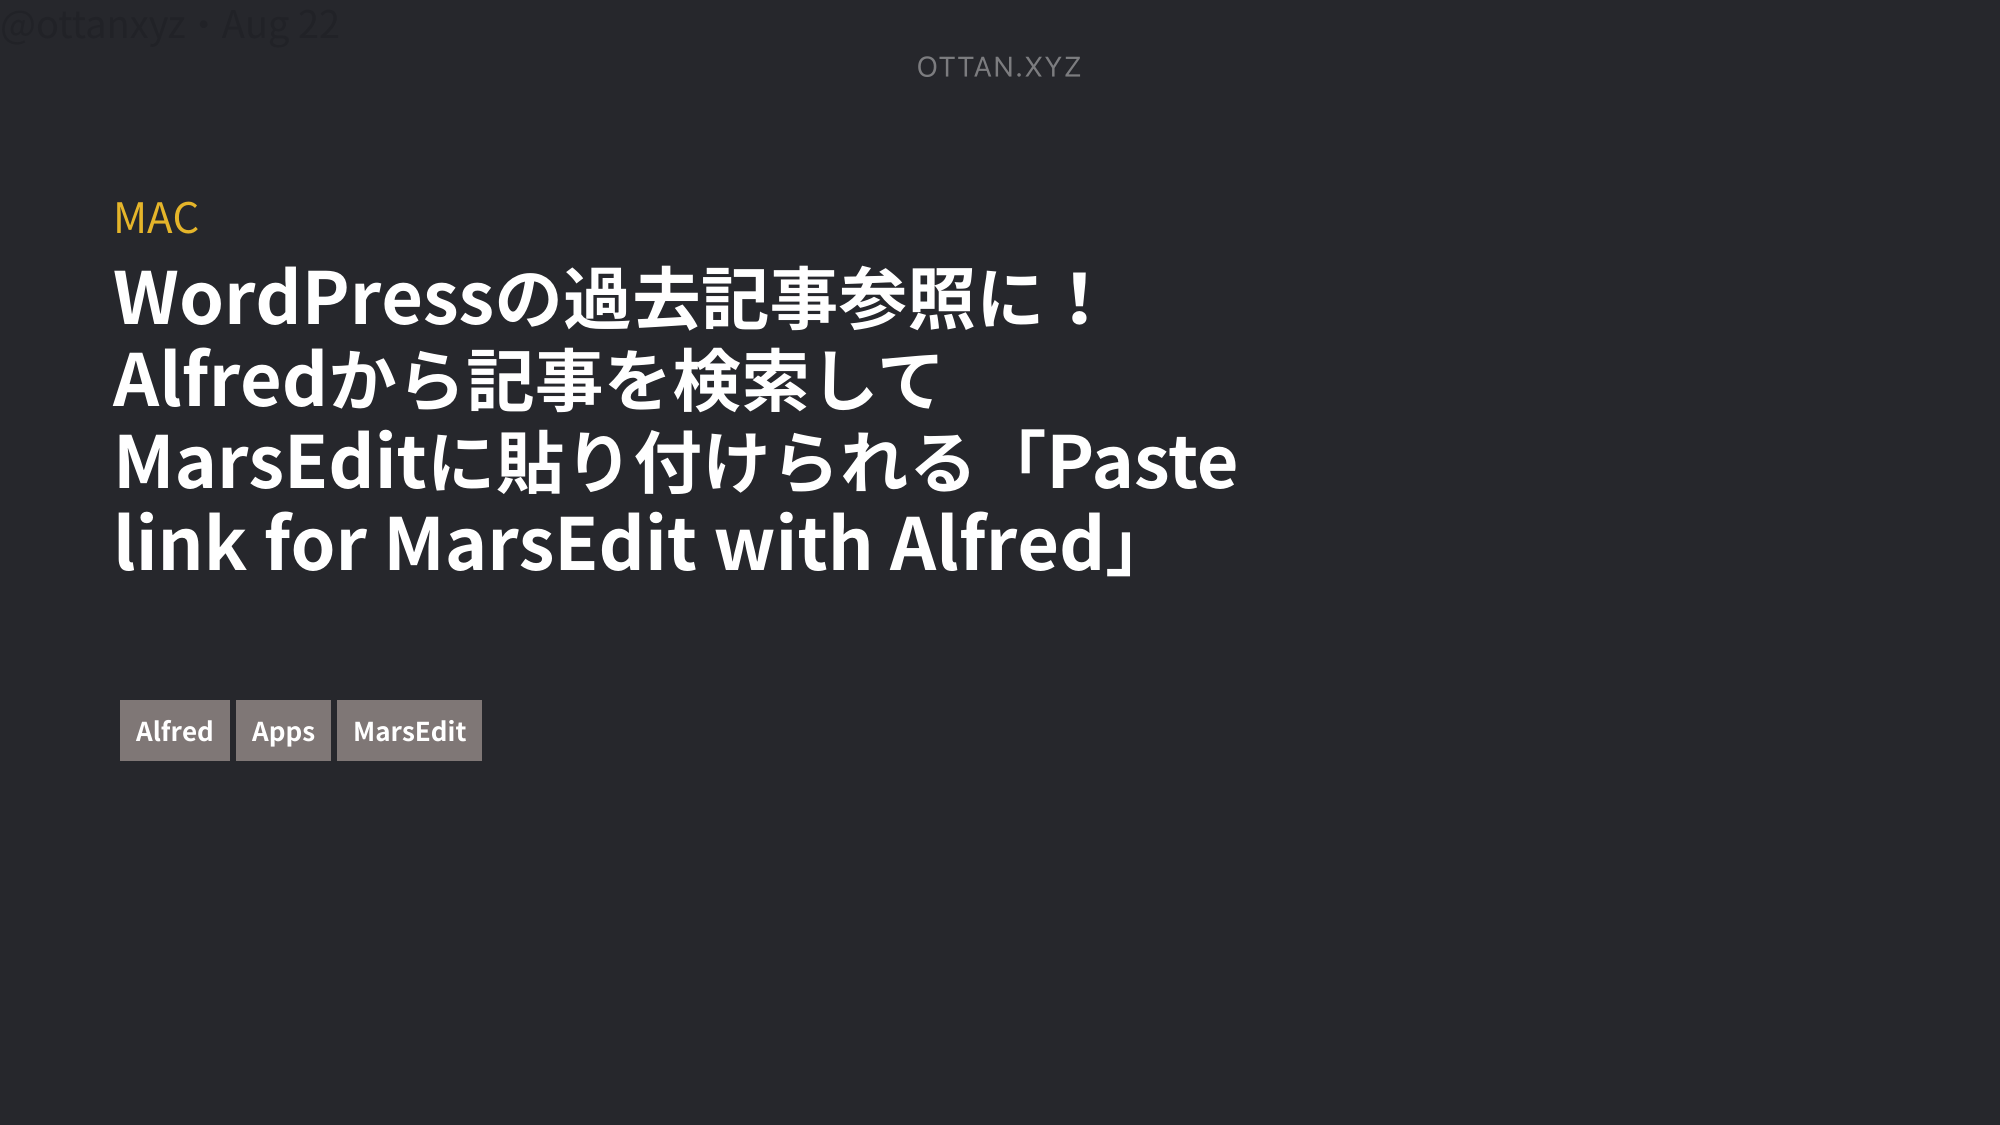 @ottanxyz・Aug 22
OTTAN.XYZ
MAC
WordPressの過去記事参照に！
Alfredから記事を検索して
MarsEditに貼り付けられる「Paste
link for MarsEdit with Alfred」
Alfred Apps MarsEdit